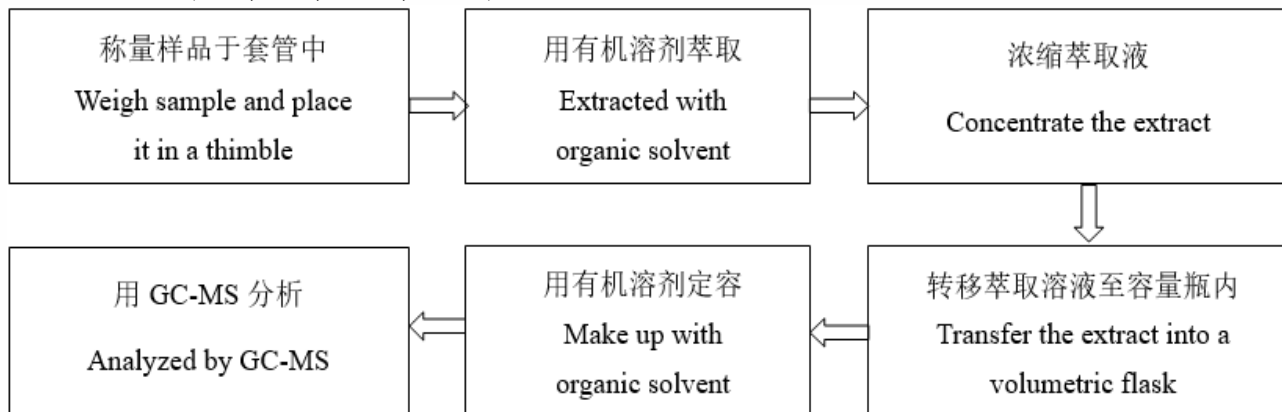 称量样品于套管中
Weigh sample and place
it in a thimble
用有机溶剂萃取
Extracted with
organic solvent
浓缩萃取液
Concentrate the extract
转移萃取溶液至容量瓶内
Transfer the extract into a
volumetric flask
用有机溶剂定容
Make up with
organic solvent
用 GC-MS 分析
Analyzed by GC-MS